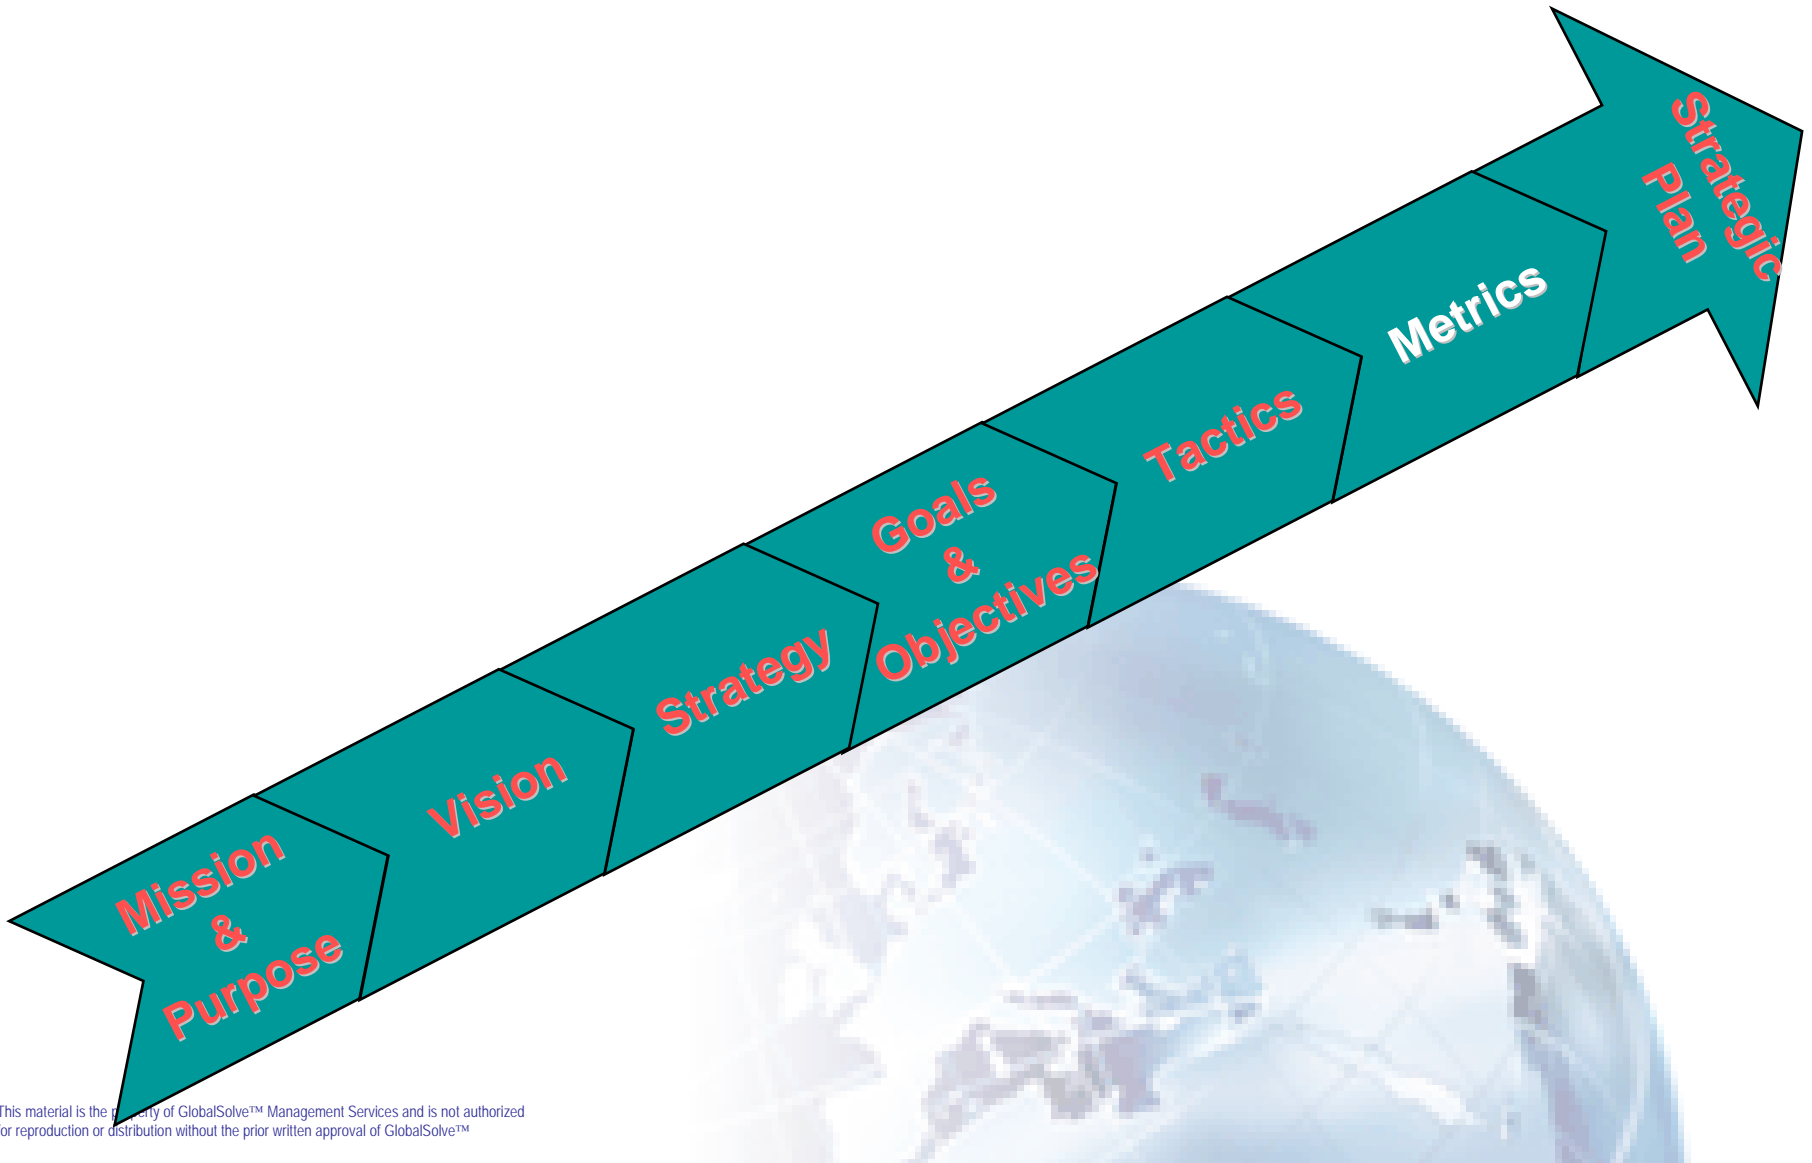 Mission
&
Purpose
Vision
Strategy
Goals
&
Objectives
Tactics
Metrics
Strategic
Plan
This material is the property of GlobalSolve™ Management Services and is not authorized
for reproduction or distribution without the prior written approval of GlobalSolve™